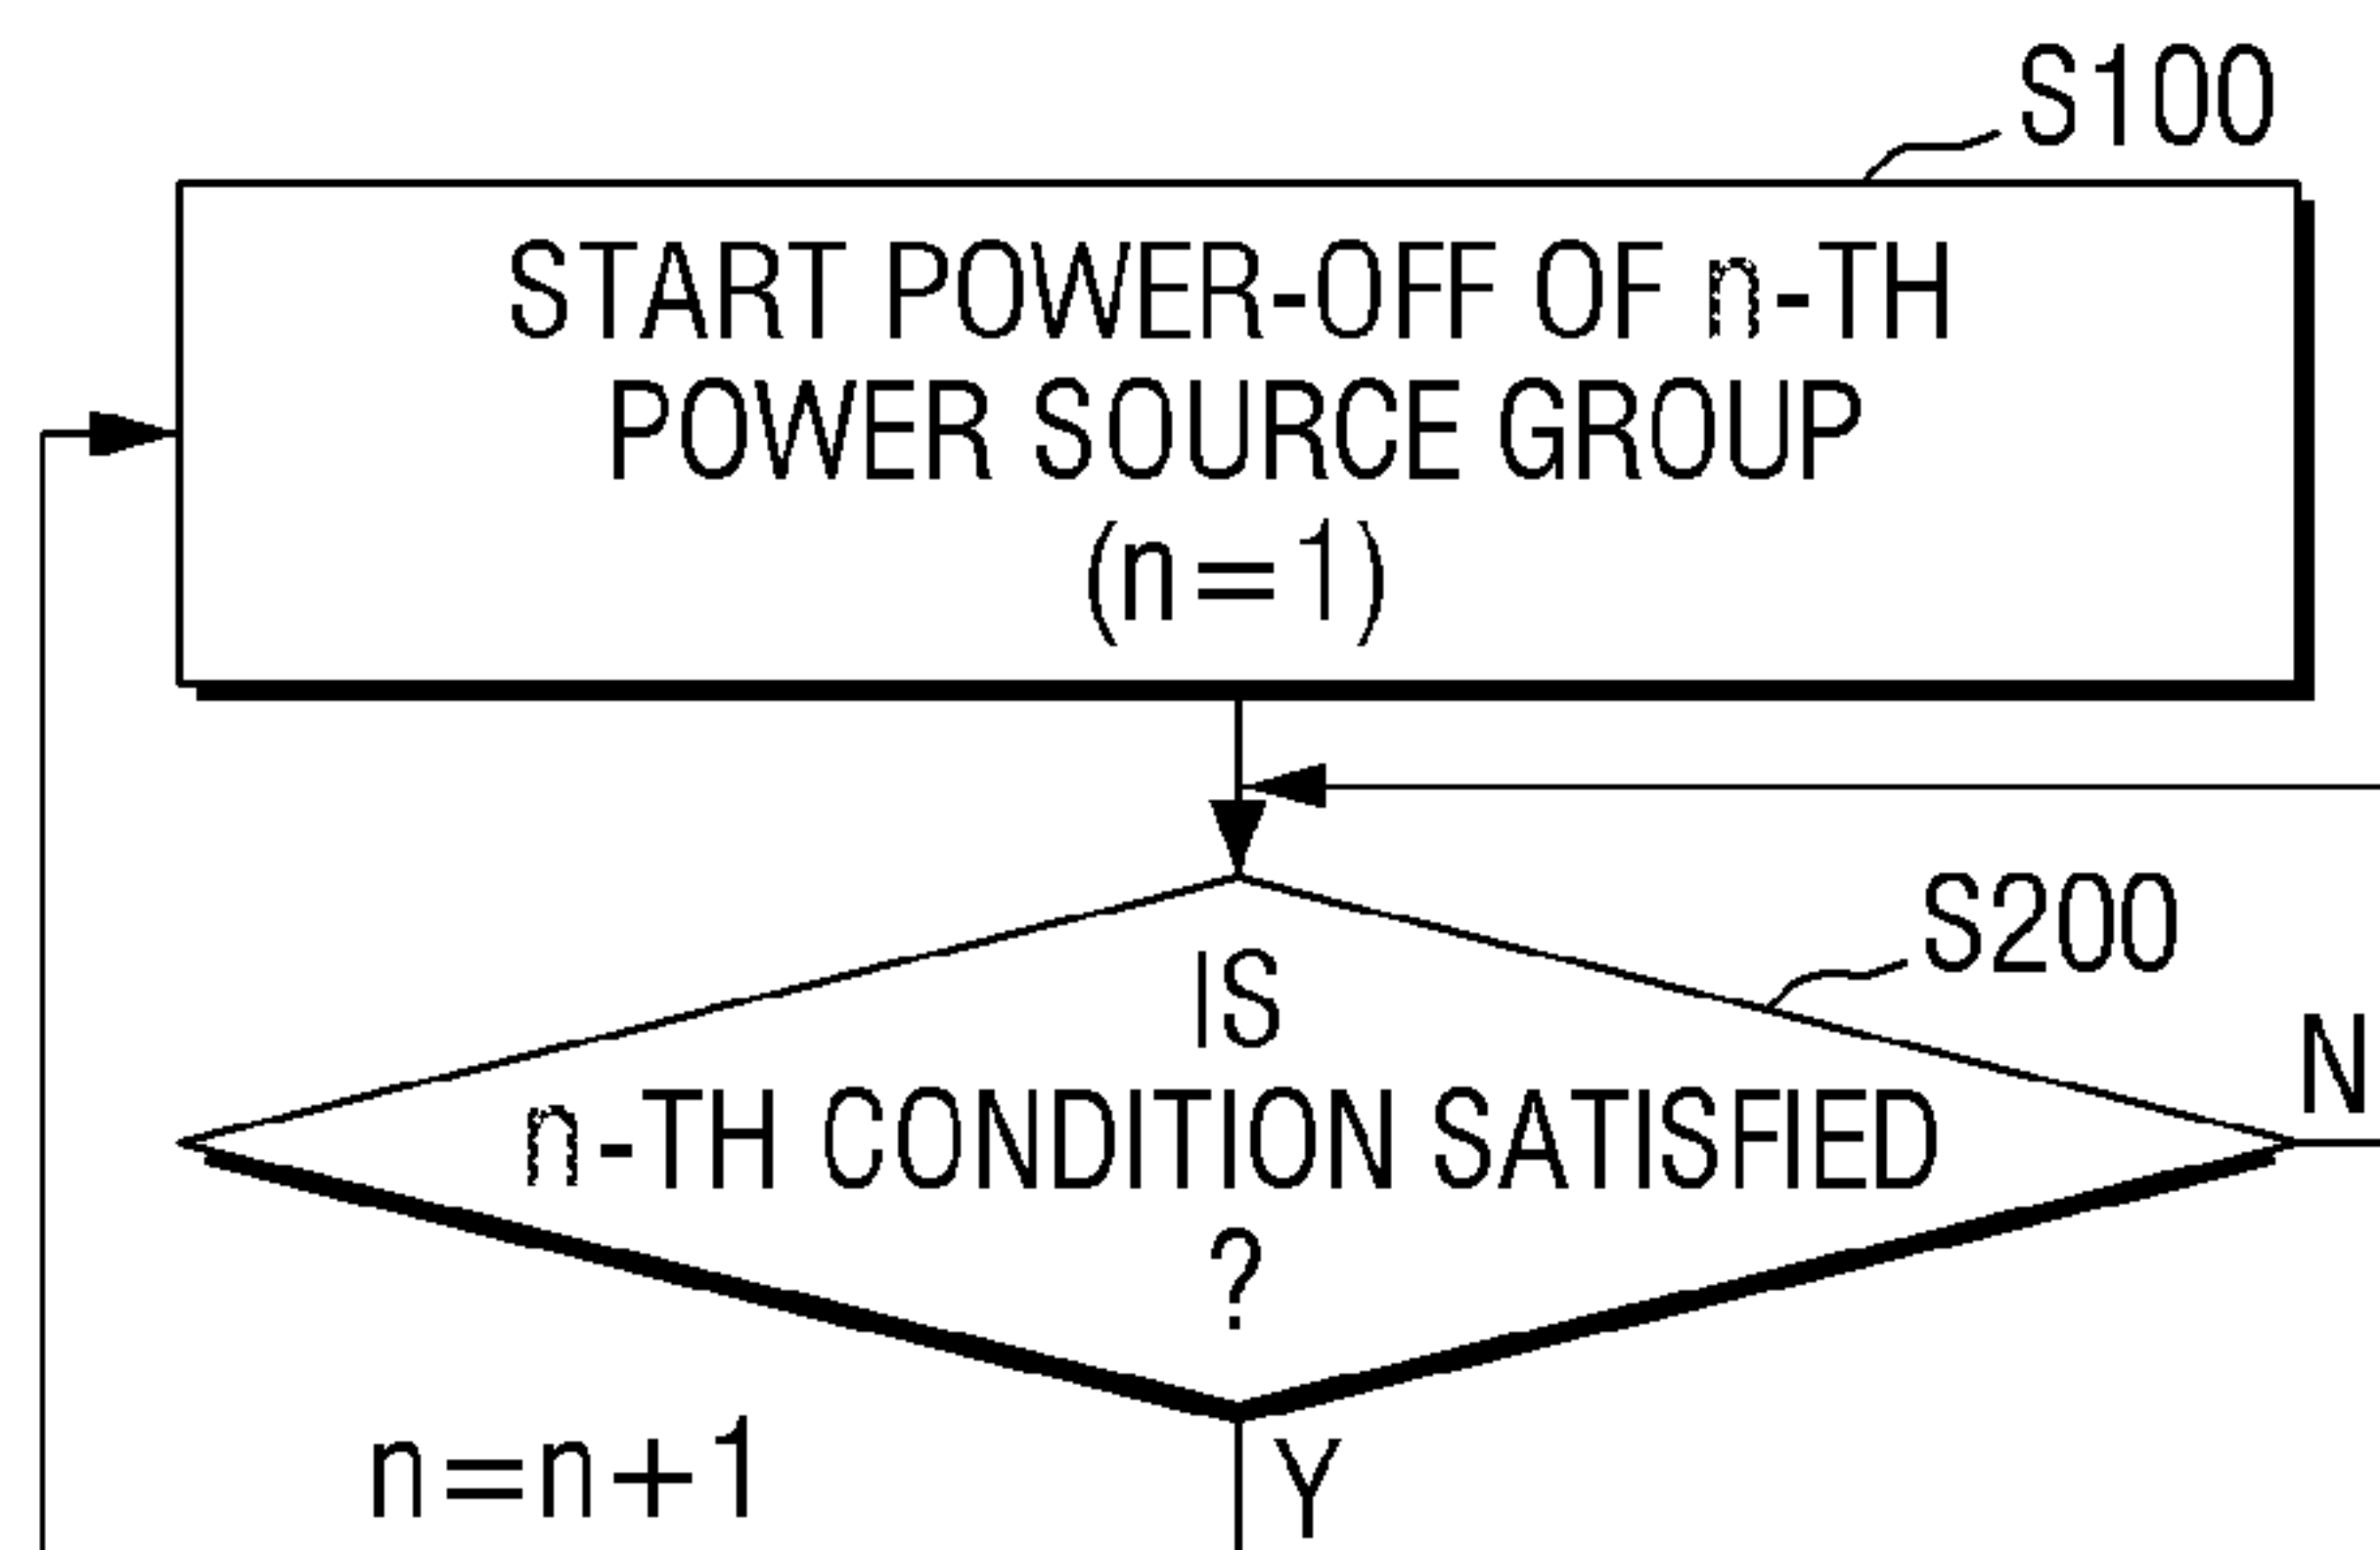 S100
START POWER-OFF OF n-TH
POWER SOURCE GROUP
(n=1)
S200
IS
n-TH CONDITION SATISFIED
?
N
n=n+1
Y